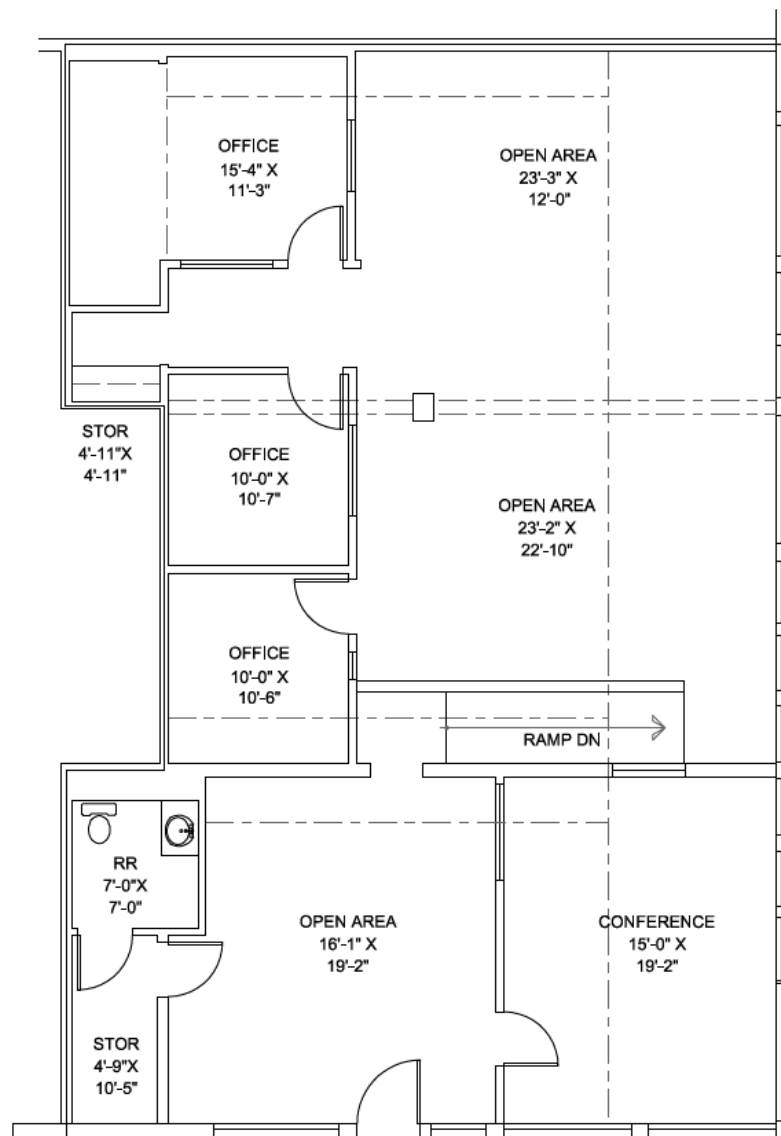 OFFICE
15'-4" X
11'-3"
OPEN AREA
23'-3" X
12'-0"
STOR
4'-11"X
4'-11"
OFFICE
10'-0" X
10'-7"
OPEN AREA
23'-2" X
22'-10"
OFFICE
10'-0" X
10'-6"
RAMP DN
RR
7'-0"X
7'-0"
OPEN AREA
16'-1" X
19'-2"
CONFERENCE
15'-0" X
19'-2"
STOR
4'-9"X
10'-5"